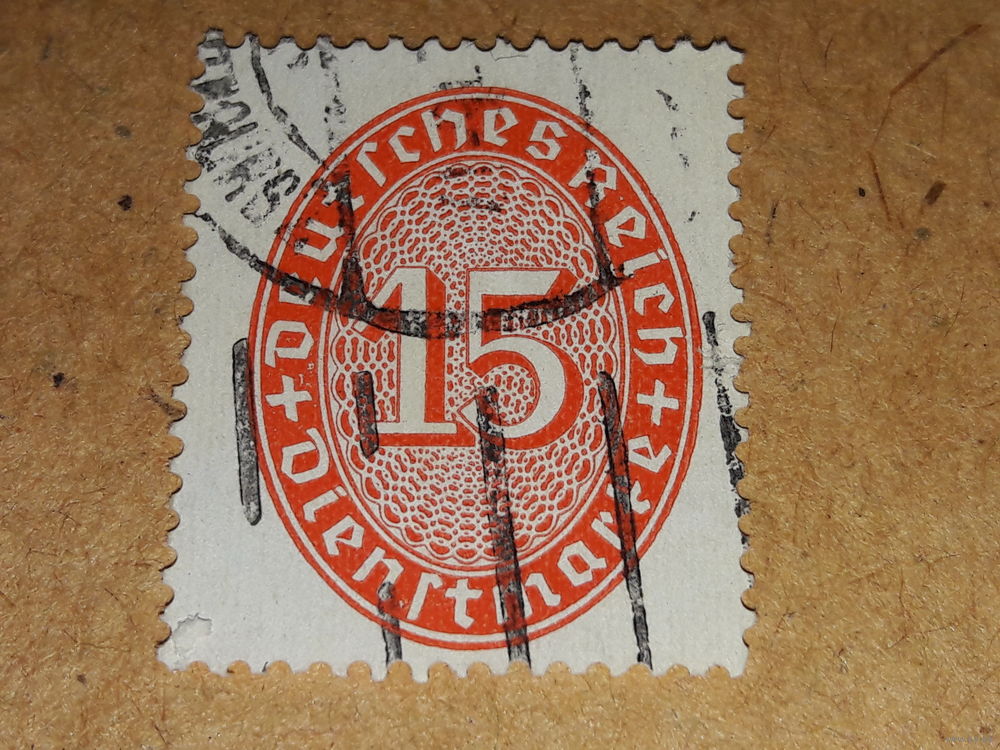 Deutsches Reich
15
Dienstmarke